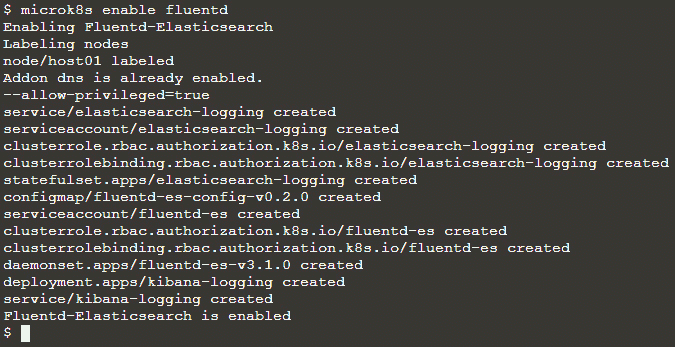 $ microk8s enable fluentd
Enabling Fluentd-Elasticsearch
Labeling nodes
node/host01 labeled
Addon dns is already enabled.
--allow-privileged=true
service/elasticsearch-logging created
serviceaccount/elasticsearch-logging created
clusterrole.rbac.authorization.k8s.io/elasticsearch-logging created
clusterrolebinding.rbac.authorization.k8s.io/elasticsearch-logging created
statefulset.apps/elasticsearch-logging created
configmap/fluentd-es-config-v0.2.0 created
serviceaccount/fluentd-es created
clusterrole.rbac.authorization.k8s.io/fluentd-es created
clusterrolebinding.rbac.authorization.k8s.io/fluentd-es created
daemonset.apps/fluentd-es-v3.1.0 created
deployment.apps/kibana-logging created
service/kibana-logging created
Fluentd-Elasticsearch is enabled
$